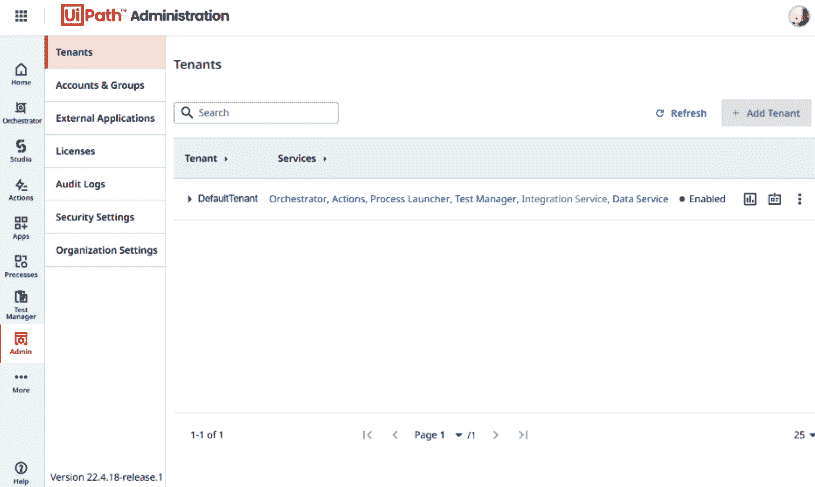 UiPath™ Administration
Tenants
Accounts & Groups
External Applications
Licenses
Audit Logs
Security Settings
Organization Settings
Home
Orchestrator
Studio
Actions
Apps
Processes
Test
Manager
Admin
More
Help
Version 22.4.18-release.1
Tenants
Search
Refresh
+ Add Tenant
Tenant
Services
DefaultTenant Orchestrator, Actions, Process Launcher, Test Manager, Integration Service, Data Service Enabled
1-1 of 1
Page 1 /1
25